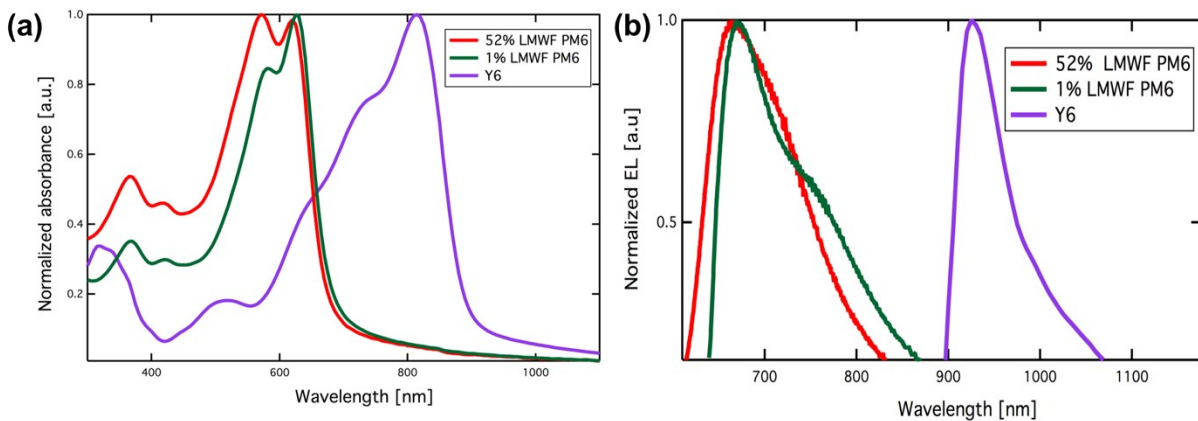 (a)
Normalized absorbance [a.u.]
1.0
0.8
0.6
0.4
0.2
400
600
800
1000
Wavelength [nm]
52% LMWF PM6
1% LMWF PM6
Y6
(b)
Normalized EL [a.u]
1.0
0.5
700
800
900
1000
1100
Wavelength [nm]
52% LMWF PM6
1% LMWF PM6
Y6